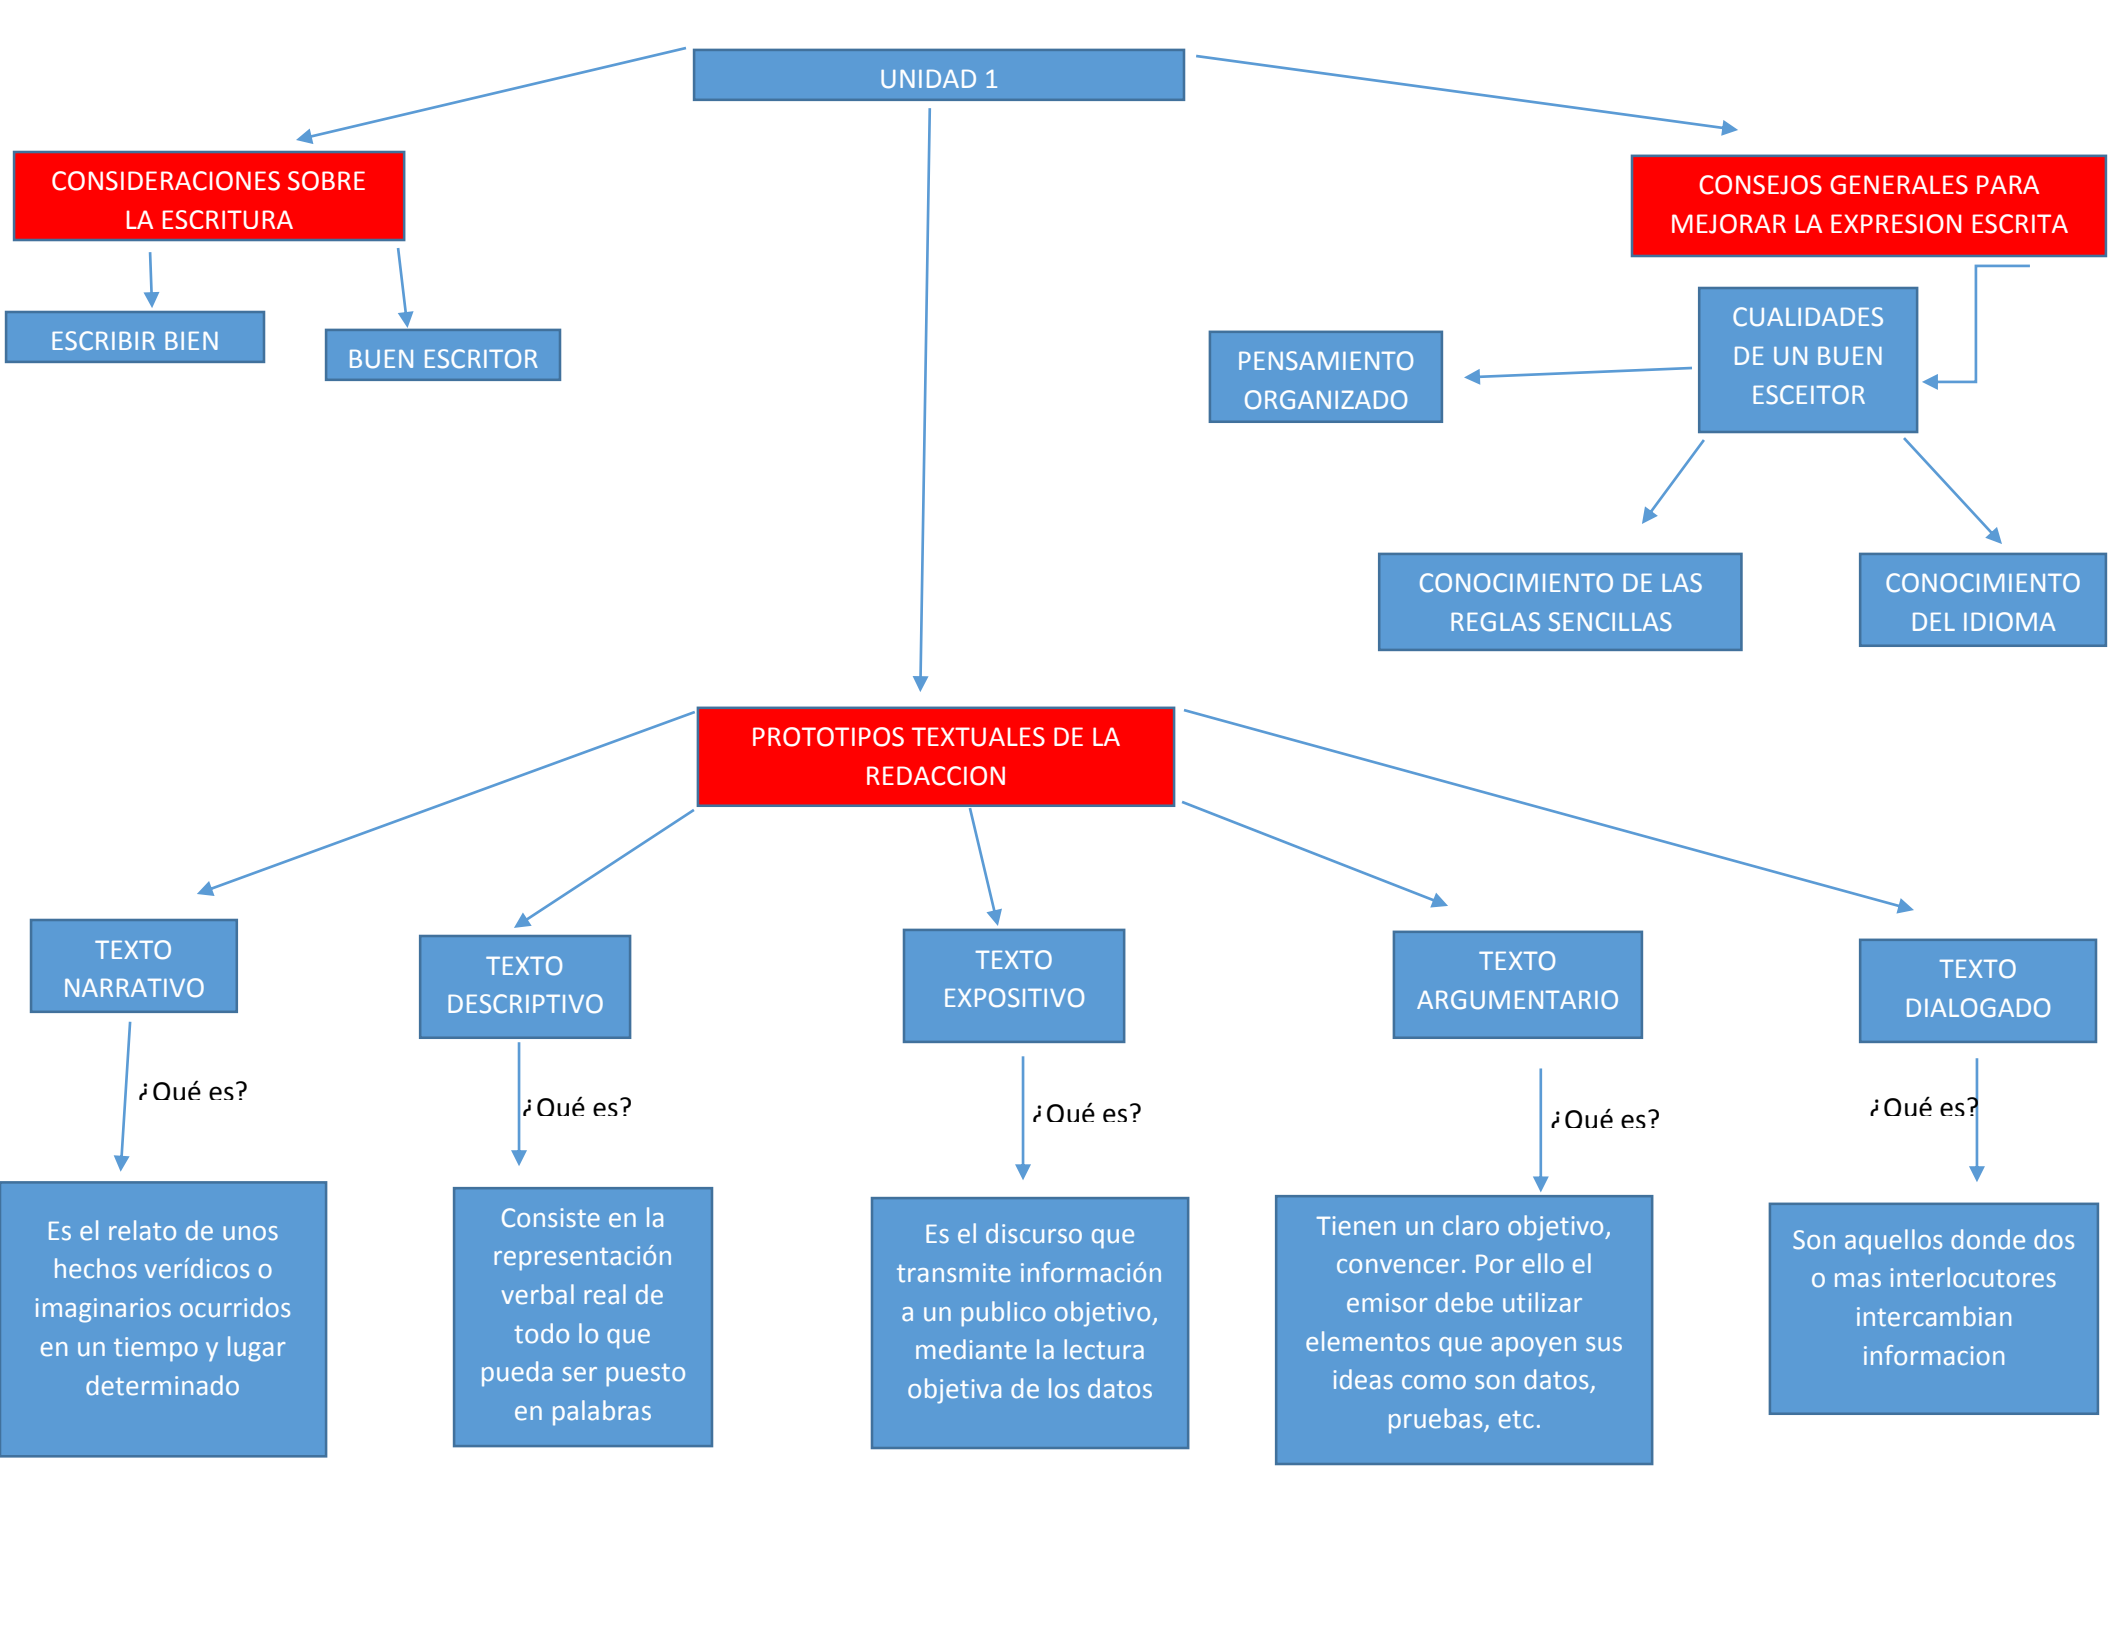 UNIDAD 1
CONSIDERACIONES SOBRE
LA ESCRITURA
CONSEJOS GENERALES PARA
MEJORAR LA EXPRESION ESCRITA
ESCRIBIR BIEN
BUEN ESCRITOR
PENSAMIENTO
ORGANIZADO
CUALIDADES
DE UN BUEN
ESCEITOR
CONOCIMIENTO DE LAS
REGLAS SENCILLAS
CONOCIMIENTO
DEL IDIOMA
PROTOTIPOS TEXTUALES DE LA
REDACCION
TEXTO
NARRATIVO
TEXTO
DESCRIPTIVO
TEXTO
EXPOSITIVO
TEXTO
ARGUMENTARIO
TEXTO
DIALOGADO
¿Qué es?
¿Qué es?
¿Qué es?
¿Qué es?
¿Qué es?
Es el relato de unos
hechos verídicos o
imaginarios ocurridos
en un tiempo y lugar
determinado
Consiste en la
representación
verbal real de
todo lo que
pueda ser puesto
en palabras
Es el discurso que
transmite información
a un publico objetivo,
mediante la lectura
objetiva de los datos
Tienen un claro objetivo,
convencer. Por ello el
emisor debe utilizar
elementos que apoyen sus
ideas como son datos,
pruebas, etc.
Son aquellos donde dos
o mas interlocutores
intercambian
informacion